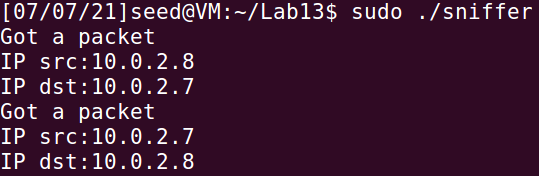 [07/07/21]seed@VM:~/Lab13$ sudo ./sniffer
Got a packet
IP src:10.0.2.8
IP dst:10.0.2.7
Got a packet
IP src:10.0.2.7
IP dst:10.0.2.8